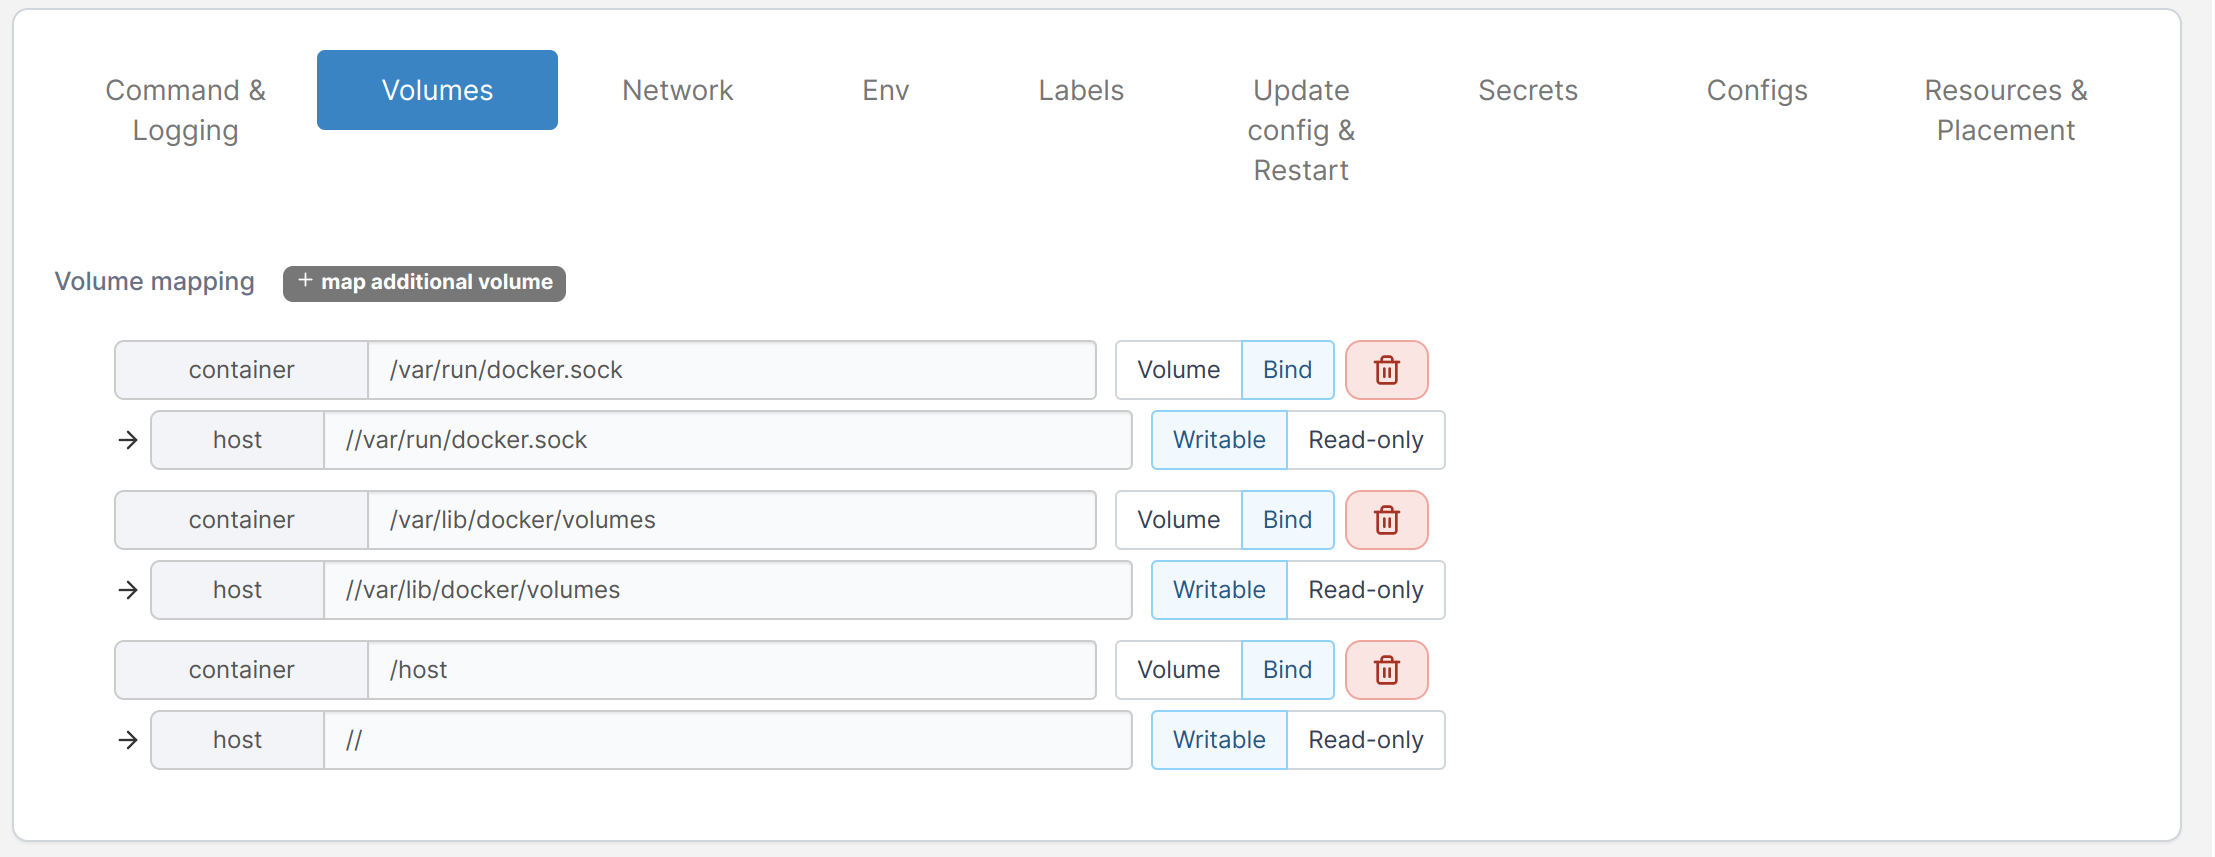 Command &
Logging
Volumes
Network
Env
Labels
Update
config &
Restart
Secrets
Configs
Resources &
Placement
Volume mapping
+ map additional volume
container /var/run/docker.sock Volume Bind
→ host //var/run/docker.sock Writable Read-only
container /var/lib/docker/volumes Volume Bind
→ host //var/lib/docker/volumes Writable Read-only
container /host Volume Bind
→ host // Writable Read-only